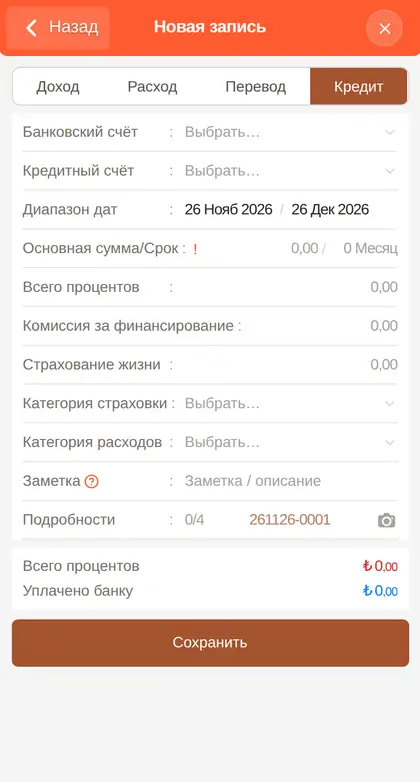 Назад Новая запись
Доход Расход Перевод Кредит
Банковский счёт : Выбрать...
Кредитный счёт : Выбрать...
Диапазон дат : 26 Нояб 2026 / 26 Дек 2026
Основная сумма/Срок : ! 0,00 / 0 Месяц
Всего процентов : 0,00
Комиссия за финансирование : 0,00
Страхование жизни : 0,00
Категория страховки : Выбрать...
Категория расходов : Выбрать...
Заметка ? : Заметка / описание
Подробности : 0/4 261126-0001
Всего процентов ₺ 0,00
Уплачено банку ₺ 0,00
Сохранить